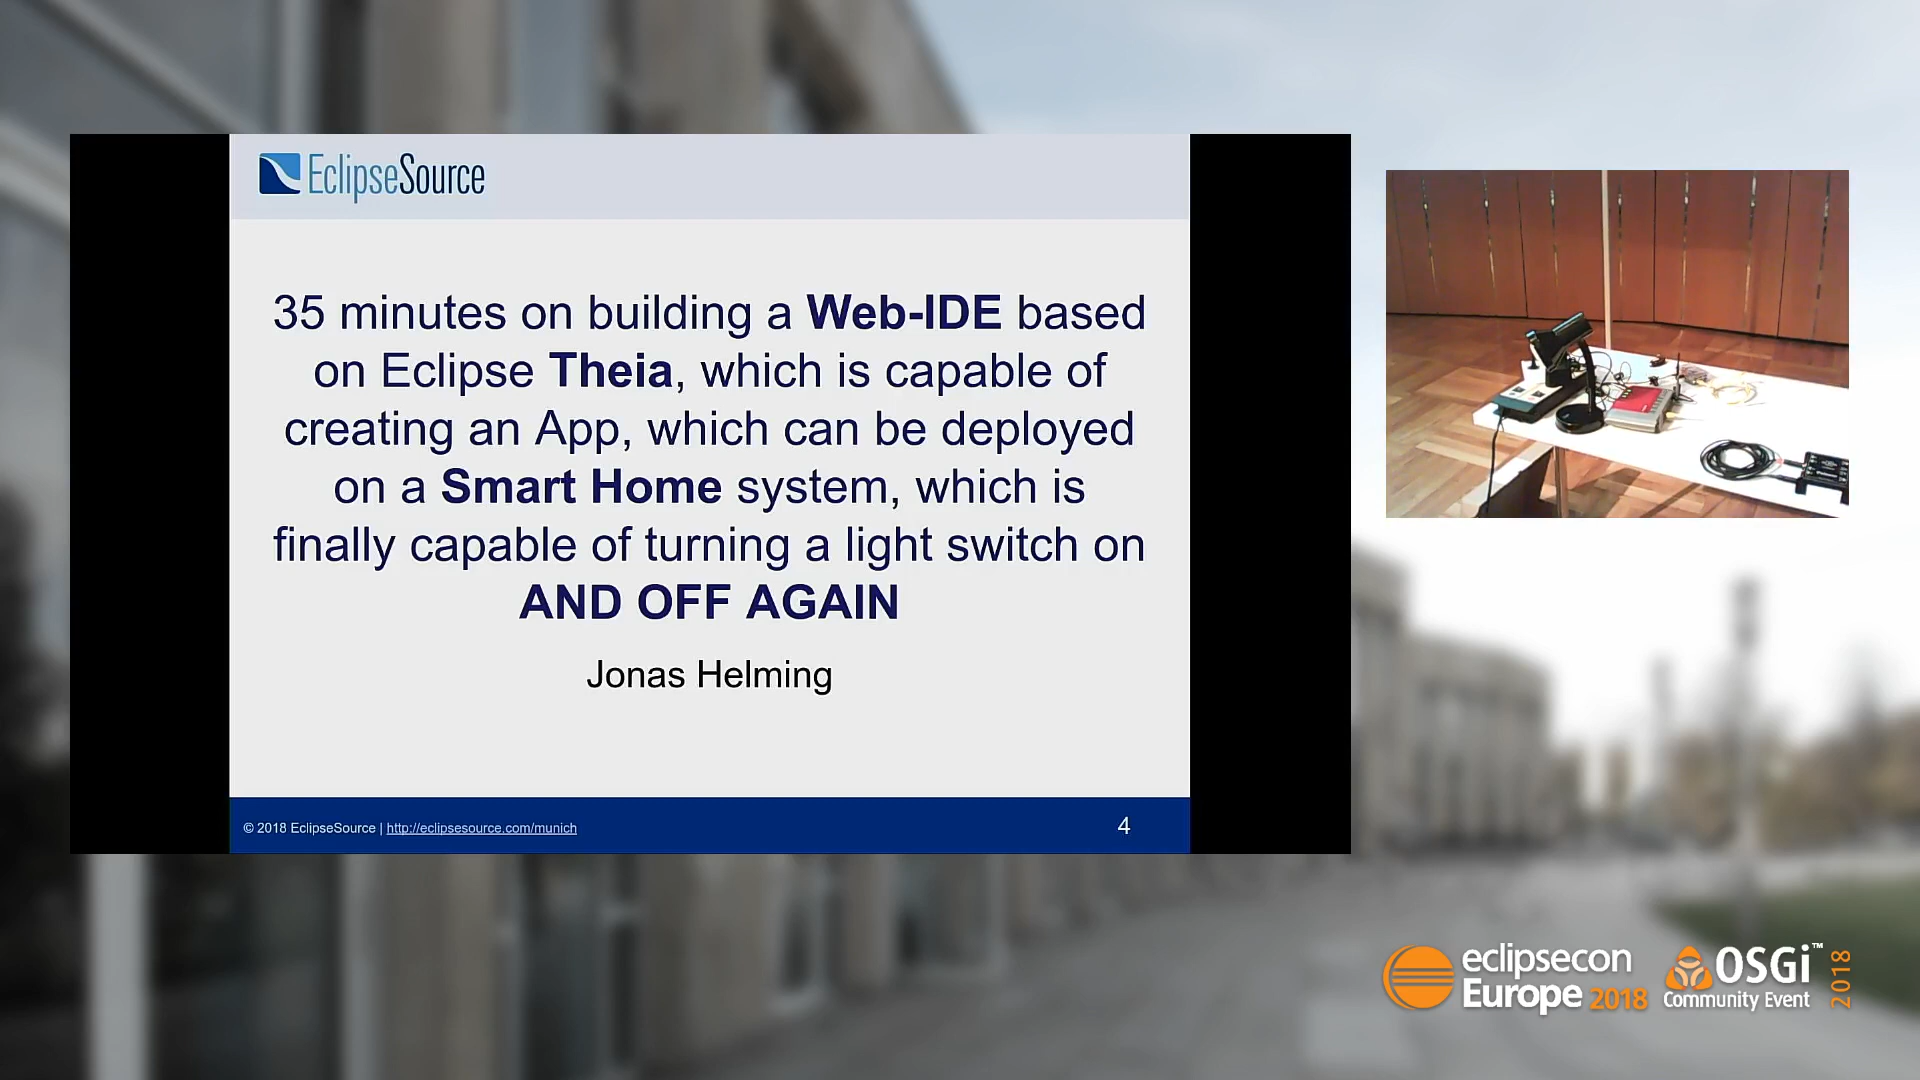 EclipseSource
35 minutes on building a Web-IDE based
on Eclipse Theia, which is capable of
creating an App, which can be deployed
on a Smart Home system, which is
finally capable of turning a light switch on
AND OFF AGAIN
Jonas Helming
© 2018 EclipseSource | http://eclipsesource.com/munich
4
eclipsecon
Europe 2018
OSGi™
Community Event
2018